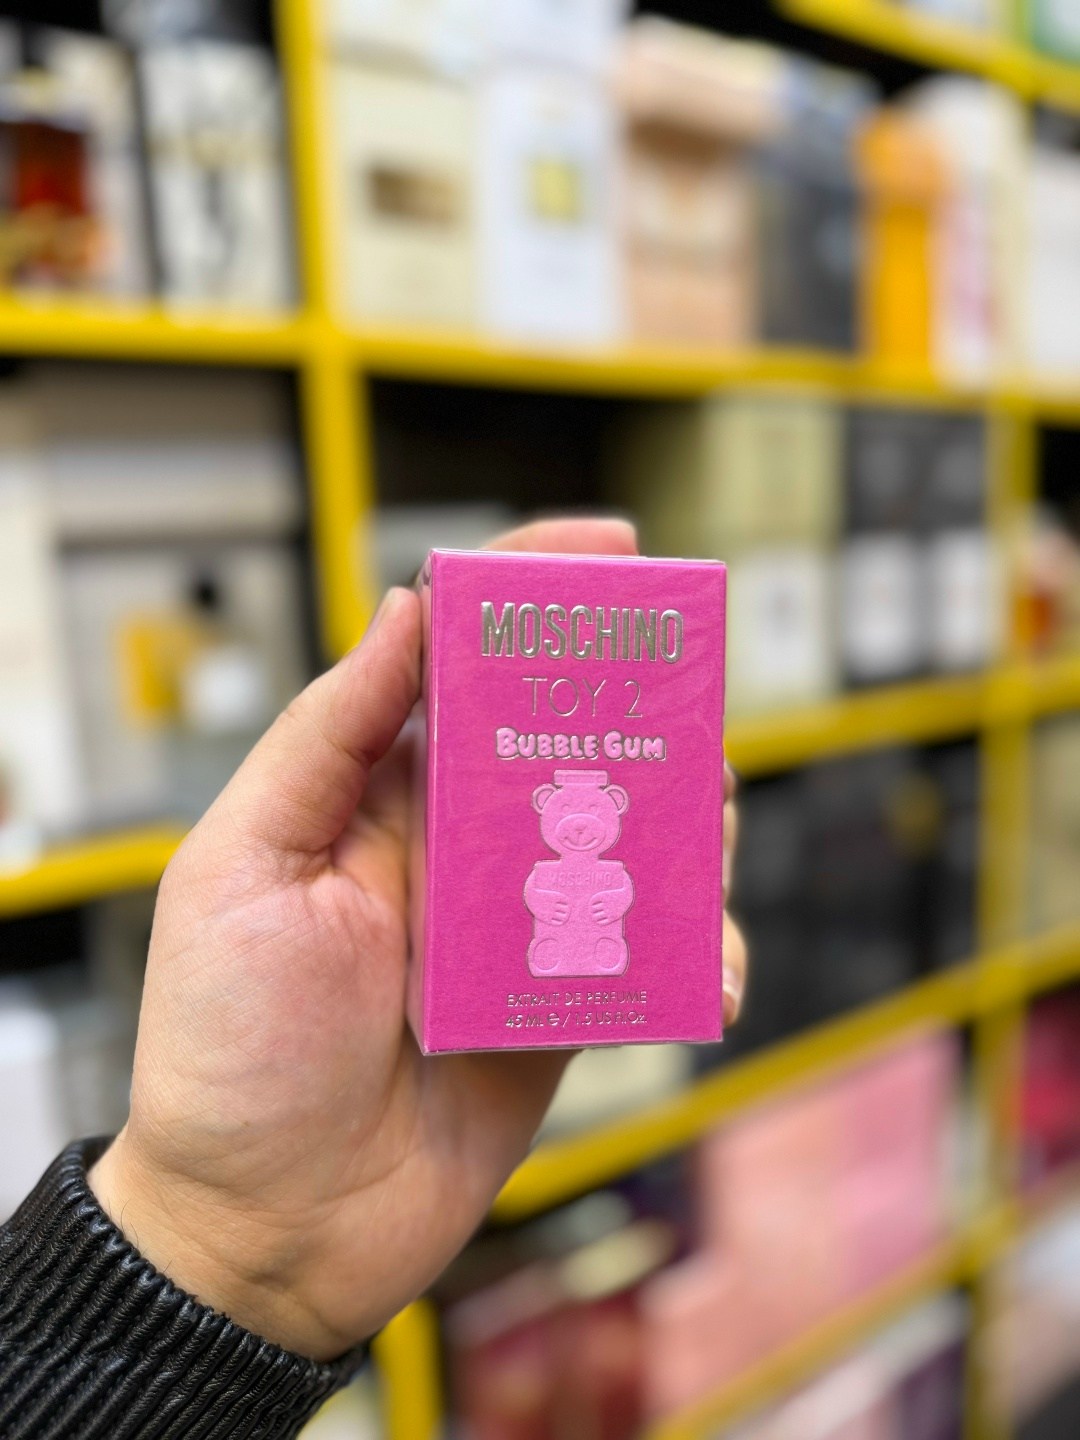 MOSCHINO
TOY 2
BUBBLE GUM
MOSCHINO
EXTRAIT DE PERFUME
45 ML ℮ / 1.5 US Fl.Oz.